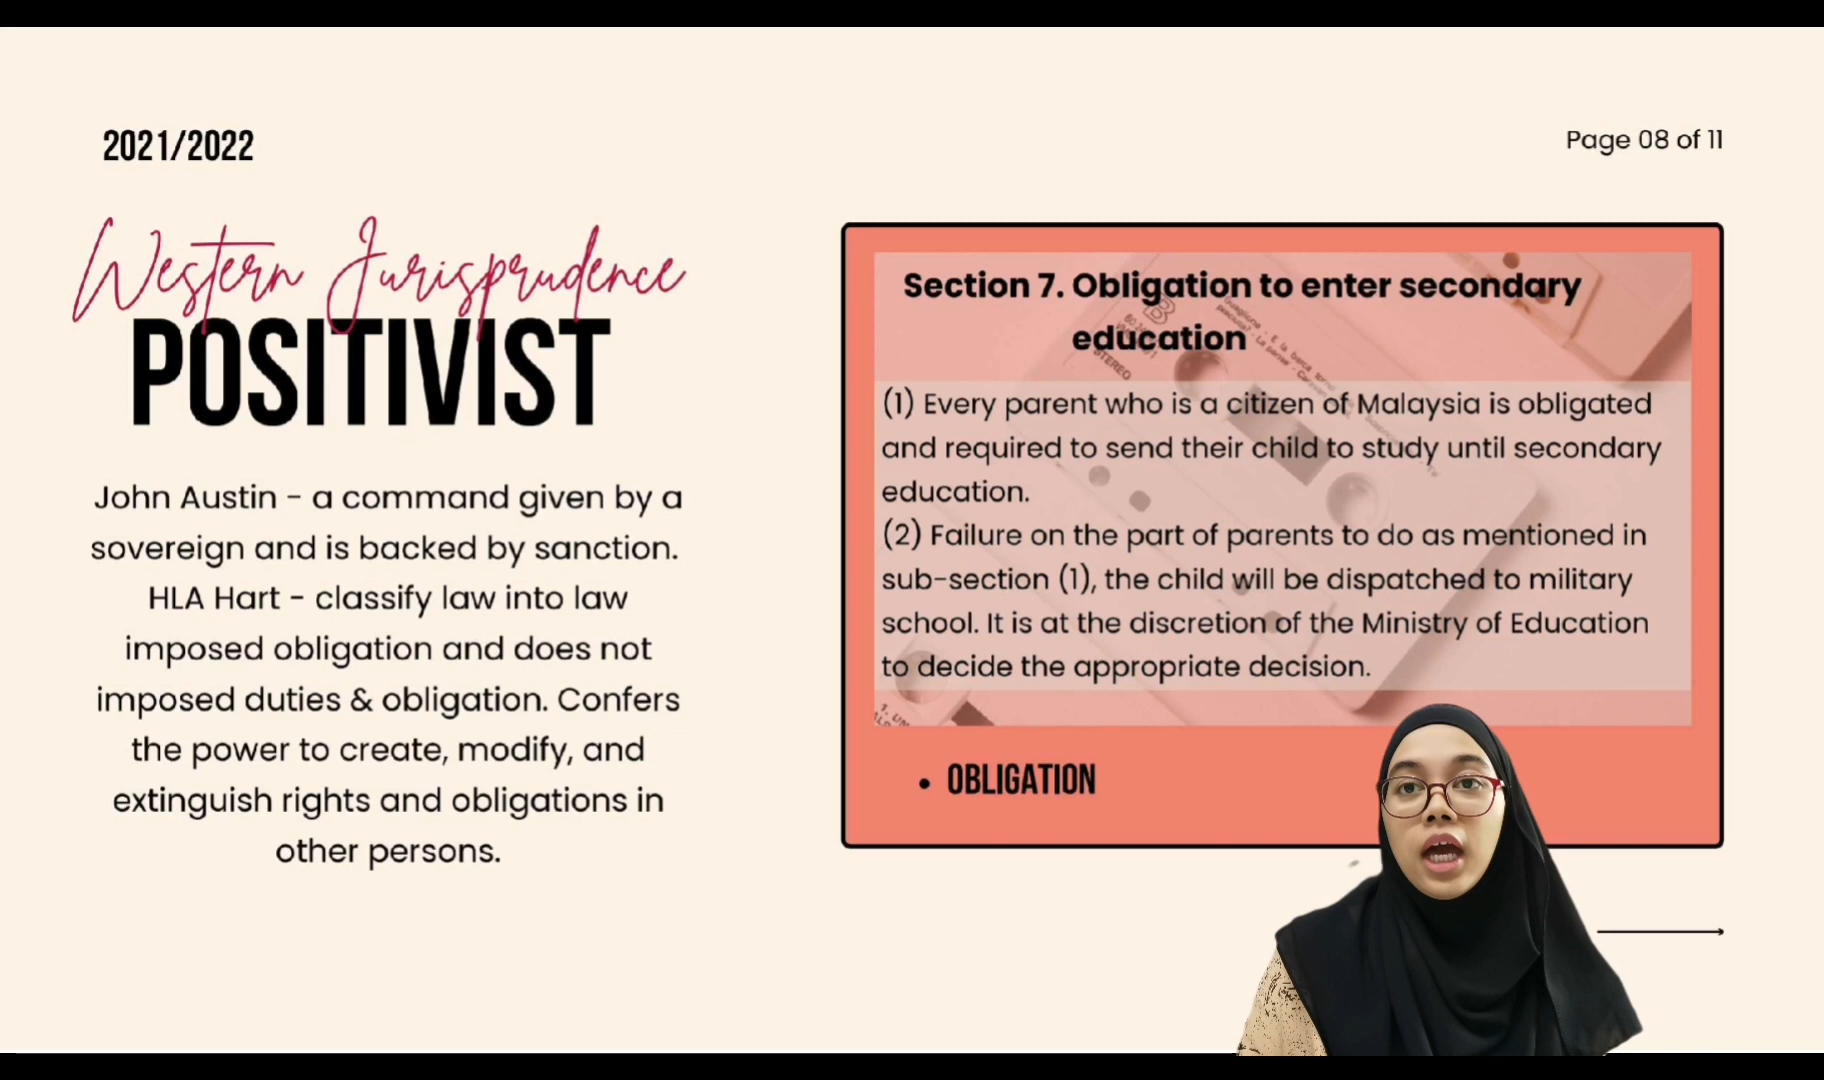 2021/2022
Page 08 of 11
Western Jurisprudence
POSITIVIST
John Austin - a command given by a
sovereign and is backed by sanction.
HLA Hart - classify law into law
imposed obligation and does not
imposed duties & obligation. Confers
the power to create, modify, and
extinguish rights and obligations in
other persons.
Section 7. Obligation to enter secondary
education
(1) Every parent who is a citizen of Malaysia is obligated
and required to send their child to study until secondary
education.
(2) Failure on the part of parents to do as mentioned in
sub-section (1), the child will be dispatched to military
school. It is at the discretion of the Ministry of Education
to decide the appropriate decision.
• OBLIGATION
B
STEREO